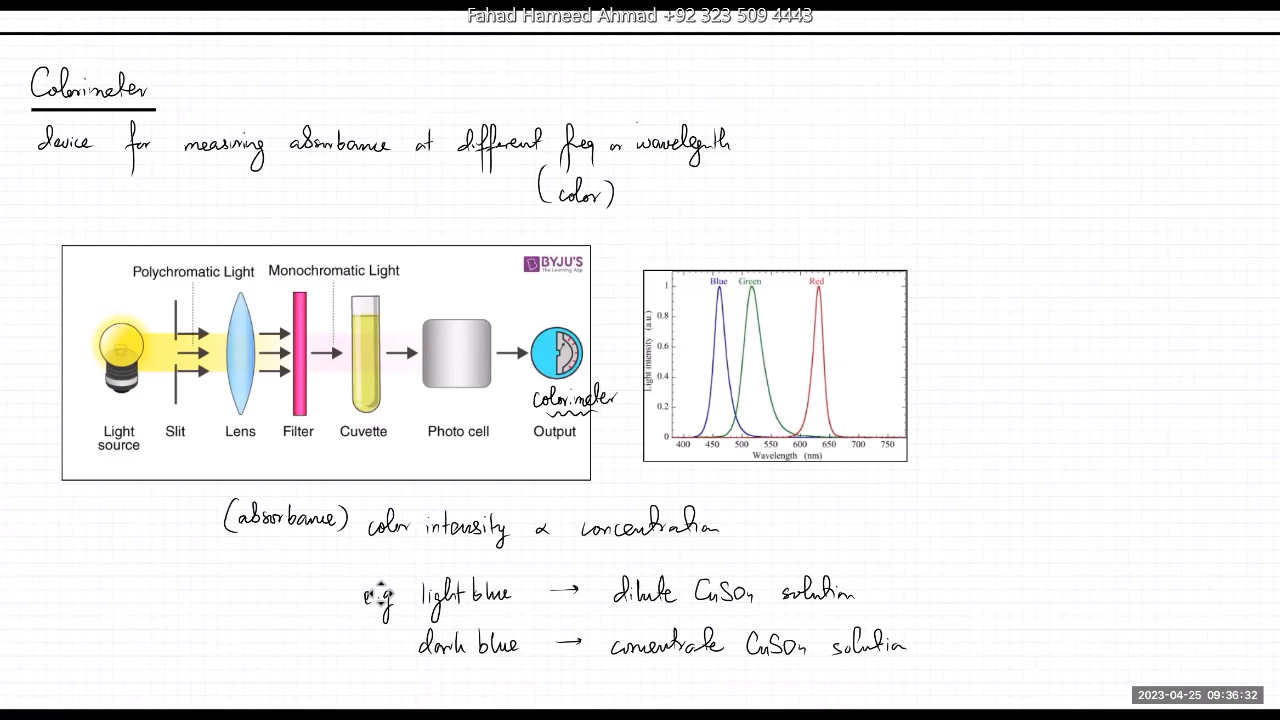 Fahad Hameed Ahmad +92 323 509 4443
Colorimeter
device for measuring absorbance at different freq or wavelegnth
(color)
Polychromatic Light Monochromatic Light
BYJU'S
The Learning App
colorimeter
Light source
Slit
Lens
Filter
Cuvette
Photo cell
Output
Blue Green Red
Light intensity (a.u.)
1
0.8
0.6
0.4
0.2
0
400 450 500 550 600 650 700 750
Wavelength (nm)
(absorbance) color intensity ∝ concentration
e.g light blue → dilute CuSO4 solution
dark blue → concentrate CuSO4 solution
2023-04-25 09:36:32